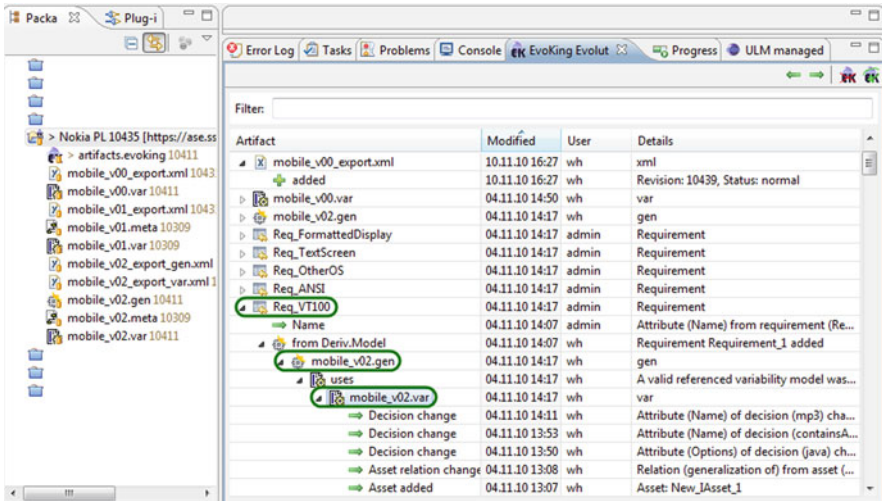 Packa Plug-i
> Nokia PL 10435 [https://ase.ss
> artifacts.evoking 10411
mobile_v00_export.xml 1043
mobile_v00.var 10411
mobile_v01_export.xml 1043
mobile_v01.meta 10309
mobile_v01.var 10309
mobile_v02_export_gen.xml
mobile_v02_export_var.xml 1
mobile_v02.gen 10411
mobile_v02.meta 10309
mobile_v02.var 10411
Error Log Tasks Problems Console EvoKing Evolut Progress ULM managed
Filter:
Artifact Modified User Details
mobile_v00_export.xml 10.11.10 16:27 wh xml
added 10.11.10 16:27 wh Revision: 10439, Status: normal
mobile_v00.var 04.11.10 14:50 wh var
mobile_v02.gen 04.11.10 14:17 wh gen
Req_FormattedDisplay 04.11.10 14:17 admin Requirement
Req_TextScreen 04.11.10 14:17 admin Requirement
Req_OtherOS 04.11.10 14:17 admin Requirement
Req_ANSI 04.11.10 14:17 admin Requirement
Req_VT100 04.11.10 14:17 admin Requirement
Name 04.11.10 14:07 admin Attribute (Name) from requirement (Re...
from Deriv.Model 04.11.10 14:07 wh Requirement Requirement_1 added
mobile_v02.gen 04.11.10 14:17 wh gen
uses 04.11.10 14:17 wh A valid referenced variability model was...
mobile_v02.var 04.11.10 14:17 wh var
Decision change 04.11.10 14:11 wh Attribute (Name) of decision (mp3) cha...
Decision change 04.11.10 13:53 wh Attribute (Name) of decision (containsA...
Decision change 04.11.10 13:50 wh Attribute (Options) of decision (java) ch...
Asset relation change 04.11.10 13:08 wh Relation (generalization of) from asset (...
Asset added 04.11.10 13:07 wh Asset: New_IAsset_1